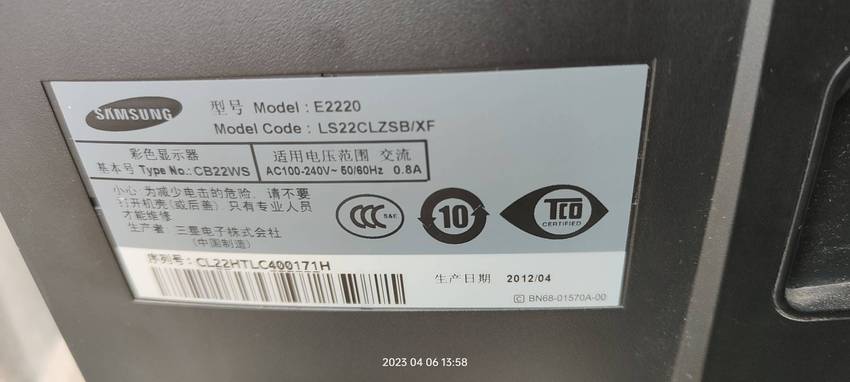 SAMSUNG
型号 Model : E2220
Model Code : LS22CLZSB/XF
彩色显示器
基本号 Type No.: CB22WS
适用电压范围 交流
AC100-240V~ 50/60Hz 0.8A
小心: 为减少电击的危险, 请不要
打开机壳(或后盖) 只有专业人员
才能维修
生产者: 三星电子株式会社
(中国制造)
CCC S&E
10
TCO
CERTIFIED
序列号: CL22HTLC400171H
生产日期 2012/04
C BN68-01570A-00
2023 04 06 13:58